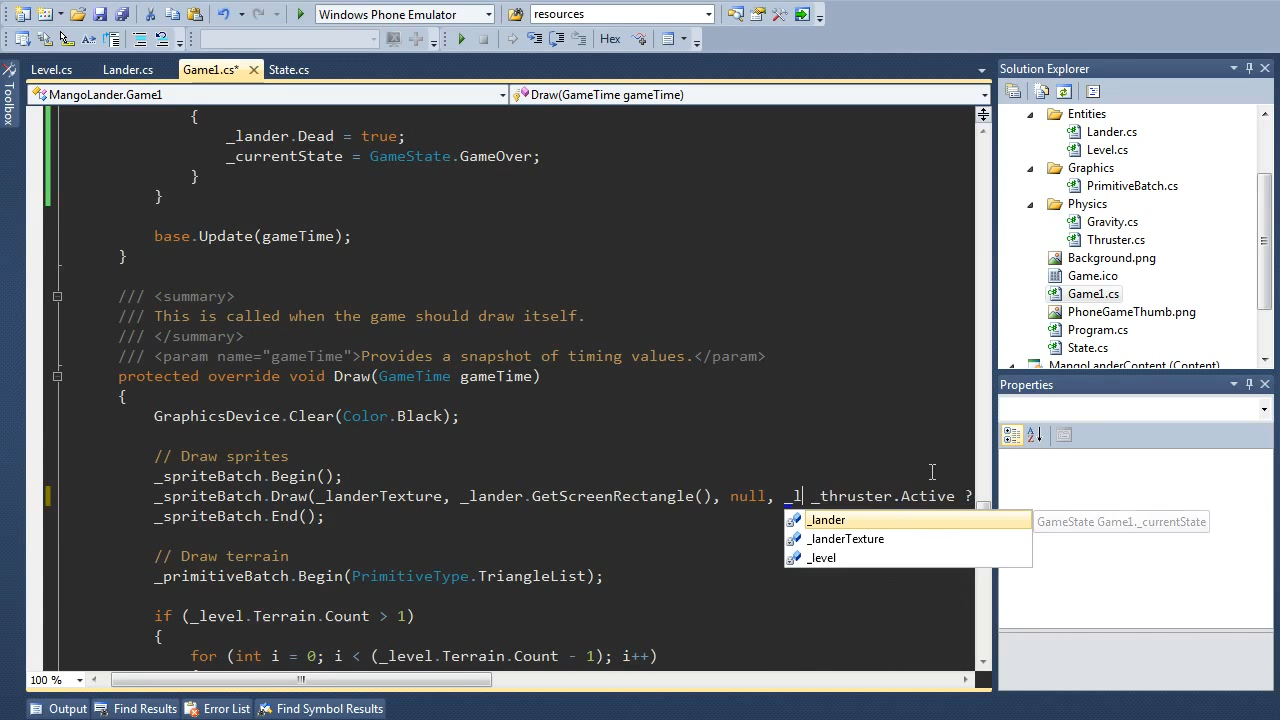 Windows Phone Emulator
resources
Hex
Toolbox
Level.cs
Lander.cs
Game1.cs*
State.cs
MangoLander.Game1
Draw(GameTime gameTime)
{
_lander.Dead = true;
_currentState = GameState.GameOver;
}
}
base.Update(gameTime);
}
/// <summary>
/// This is called when the game should draw itself.
/// </summary>
/// <param name="gameTime">Provides a snapshot of timing values.</param>
protected override void Draw(GameTime gameTime)
{
GraphicsDevice.Clear(Color.Black);
// Draw sprites
_spriteBatch.Begin();
_spriteBatch.Draw(_landerTexture, _lander.GetScreenRectangle(), null, _l _thruster.Active ?
_spriteBatch.End();
_lander
_landerTexture
_level
GameState Game1._currentState
// Draw terrain
_primitiveBatch.Begin(PrimitiveType.TriangleList);
if (_level.Terrain.Count > 1)
{
for (int i = 0; i < (_level.Terrain.Count - 1); i++)
100 %
Solution Explorer
Entities
Lander.cs
Level.cs
Graphics
PrimitiveBatch.cs
Physics
Gravity.cs
Thruster.cs
Background.png
Game.ico
Game1.cs
PhoneGameThumb.png
Program.cs
State.cs
MangoLanderContent (Content)
Properties
Output
Find Results
Error List
Find Symbol Results